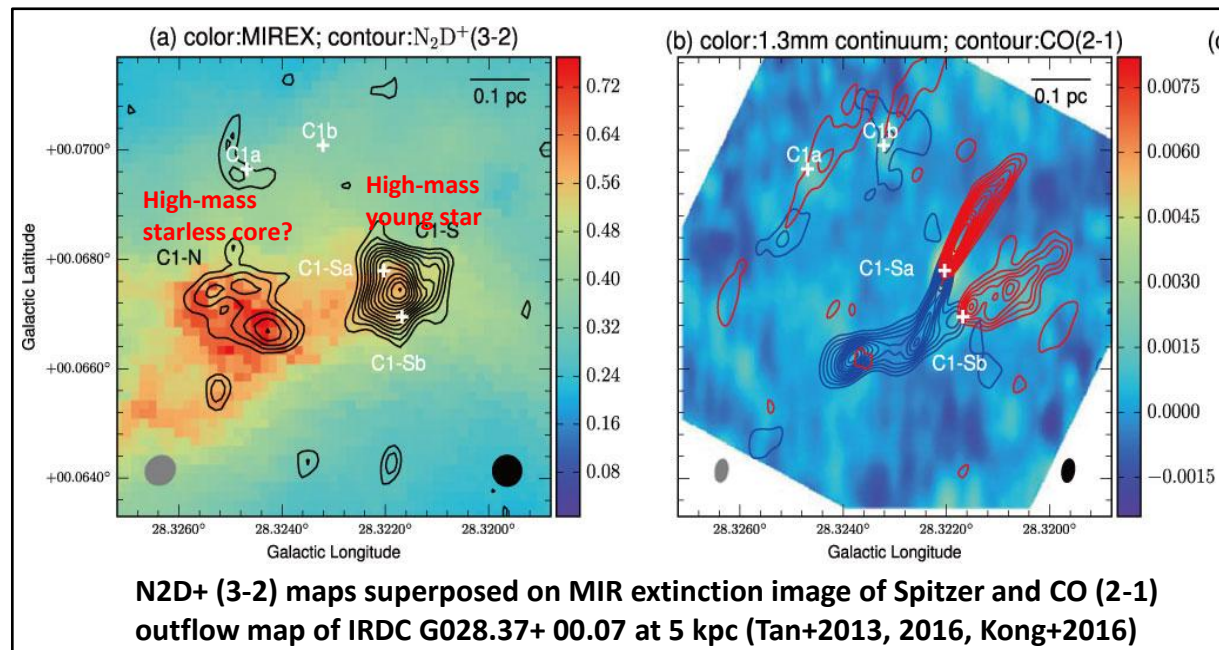 (a) color:MIREX; contour:N₂D⁺(3-2)
0.1 pc
C1b
C1a
High-mass
starless core?
High-mass
young star
C1-N
C1-S
C1-Sa
C1-Sb
+00.0700°
+00.0680°
+00.0660°
+00.0640°
Galactic Latitude
28.3260°
28.3240°
28.3220°
28.3200°
Galactic Longitude
0.72
0.64
0.56
0.48
0.40
0.32
0.24
0.16
0.08
(b) color:1.3mm continuum; contour:CO(2-1)
0.1 pc
C1b
C1a
C1-Sa
C1-Sb
28.3260°
28.3240°
28.3220°
28.3200°
Galactic Longitude
0.0075
0.0060
0.0045
0.0030
0.0015
0.0000
−0.0015
(c
N2D+ (3-2) maps superposed on MIR extinction image of Spitzer and CO (2-1)
outflow map of IRDC G028.37+ 00.07 at 5 kpc (Tan+2013, 2016, Kong+2016)